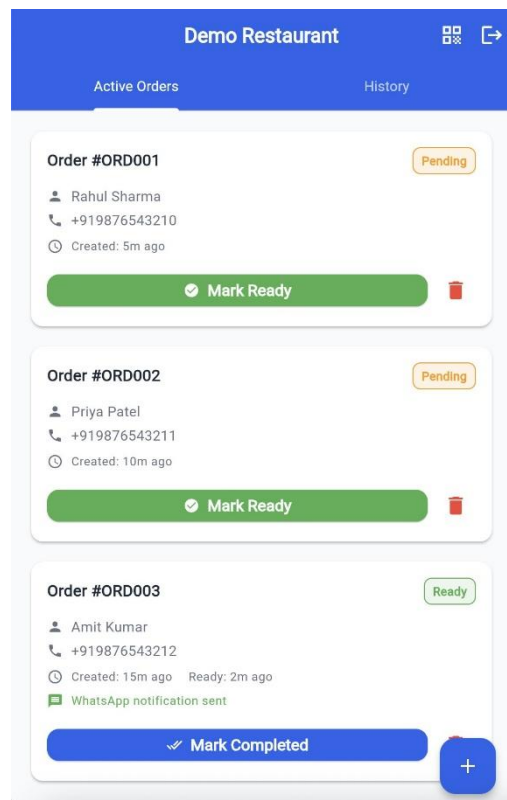 Demo Restaurant
Active Orders History
Order #ORD001 Pending
Rahul Sharma
+919876543210
Created: 5m ago
Mark Ready
Order #ORD002 Pending
Priya Patel
+919876543211
Created: 10m ago
Mark Ready
Order #ORD003 Ready
Amit Kumar
+919876543212
Created: 15m ago Ready: 2m ago
WhatsApp notification sent
Mark Completed
+